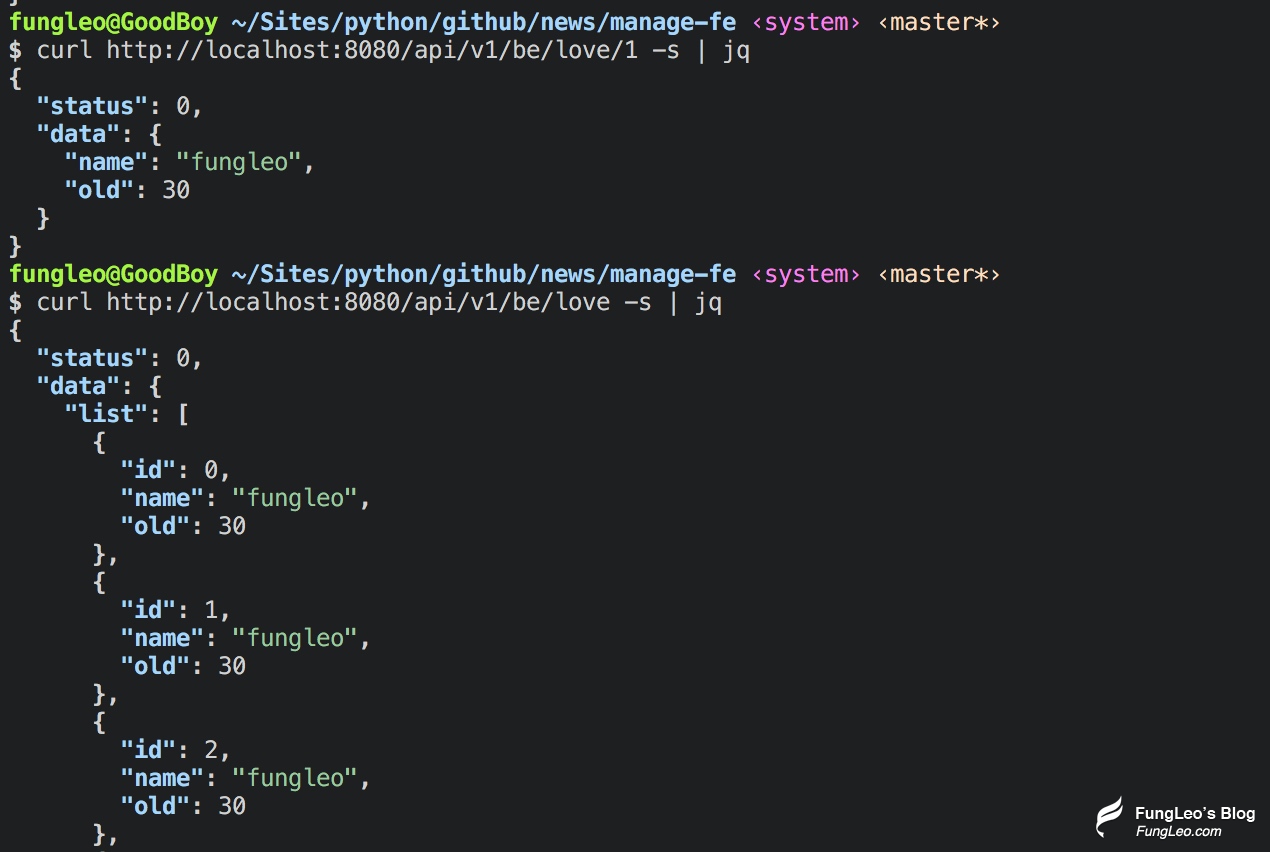 }
fungleo@GoodBoy ~/Sites/python/github/news/manage-fe ‹system› ‹master*›
$ curl http://localhost:8080/api/v1/be/love/1 -s | jq
{
  "status": 0,
  "data": {
    "name": "fungleo",
    "old": 30
  }
}
fungleo@GoodBoy ~/Sites/python/github/news/manage-fe ‹system› ‹master*›
$ curl http://localhost:8080/api/v1/be/love -s | jq
{
  "status": 0,
  "data": {
    "list": [
      {
        "id": 0,
        "name": "fungleo",
        "old": 30
      },
      {
        "id": 1,
        "name": "fungleo",
        "old": 30
      },
      {
        "id": 2,
        "name": "fungleo",
        "old": 30
      },
FungLeo's Blog
FungLeo.com